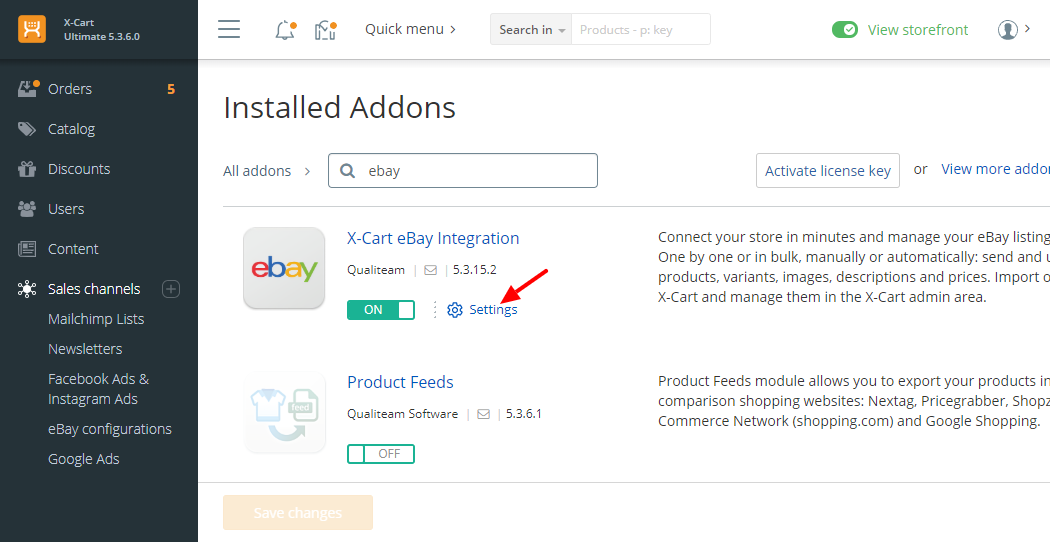 X-Cart
Ultimate 5.3.6.0
Quick menu
Search in
Products - p: key
View storefront
Orders
5
Catalog
Discounts
Users
Content
Sales channels
Mailchimp Lists
Newsletters
Facebook Ads &
Instagram Ads
eBay configurations
Google Ads
Installed Addons
All addons
ebay
Activate license key
or
View more
ebay
X-Cart eBay Integration
Qualiteam
5.3.15.2
ON
Settings
Connect your store in minutes and manage your eBay listing
One by one or in bulk, manually or automatically: send and
products, variants, images, descriptions and prices. Import
X-Cart and manage them in the X-Cart admin area.
feed
Product Feeds
Qualiteam Software
5.3.6.1
OFF
Product Feeds module allows you to export your products in
comparison shopping websites: Nextag, Pricegrabber,
Commerce Network (shopping.com) and Google Shopping.
Save changes